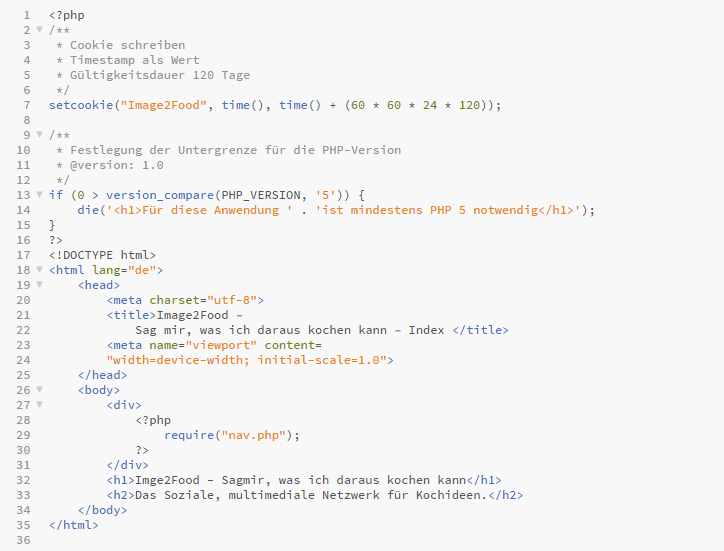 1 <?php
2 /**
3  * Cookie schreiben
4  * Timestamp als Wert
5  * Gültigkeitsdauer 120 Tage
6  */
7 setcookie("Image2Food", time(), time() + (60 * 60 * 24 * 120));
8
9 /**
10  * Festlegung der Untergrenze für die PHP-Version
11  * @version: 1.0
12  */
13 if (0 > version_compare(PHP_VERSION, '5')) {
14     die('<h1>Für diese Anwendung ' . 'ist mindestens PHP 5 notwendig</h1>');
15 }
16 ?>
17 <!DOCTYPE html>
18 <html lang="de">
19     <head>
20         <meta charset="utf-8">
21         <title>Image2Food –
22             Sag mir, was ich daraus kochen kann – Index </title>
23         <meta name="viewport" content=
24         "width=device-width; initial-scale=1.0">
25     </head>
26     <body>
27         <div>
28             <?php
29                 require("nav.php");
30             ?>
31         </div>
32         <h1>Imge2Food – Sagmir, was ich daraus kochen kann</h1>
33         <h2>Das Soziale, multimediale Netzwerk für Kochideen.</h2>
34     </body>
35 </html>
36